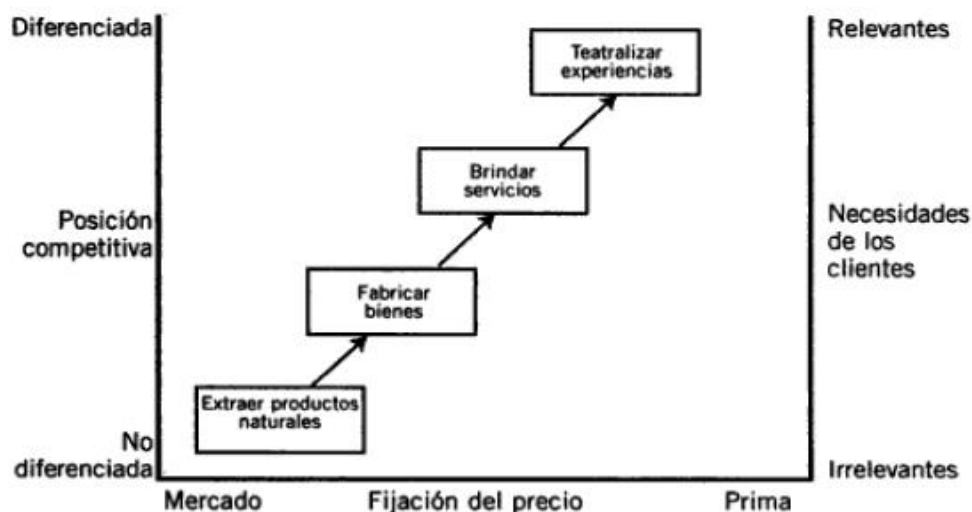 Diferenciada
Teatralizar
experiencias
Relevantes
Brindar
servicios
Posición
competitiva
Necesidades
de los
clientes
Fabricar
bienes
Extraer productos
naturales
No
diferenciada
Irrelevantes
Mercado
Fijación del precio
Prima